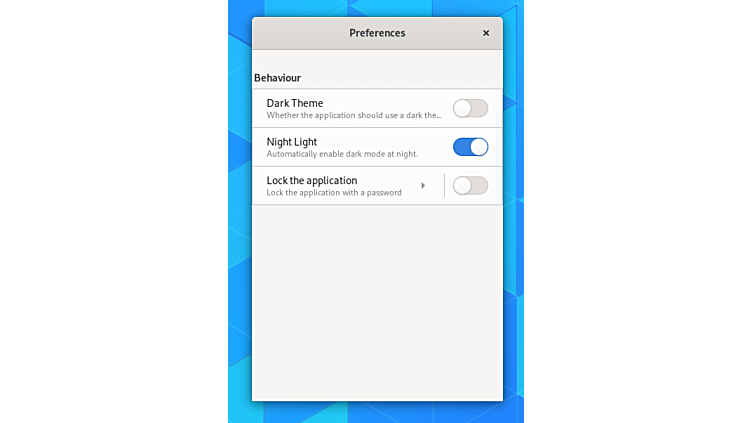 Preferences
Behaviour
Dark Theme
Whether the application should use a dark the…
Night Light
Automatically enable dark mode at night.
Lock the application
Lock the application with a password